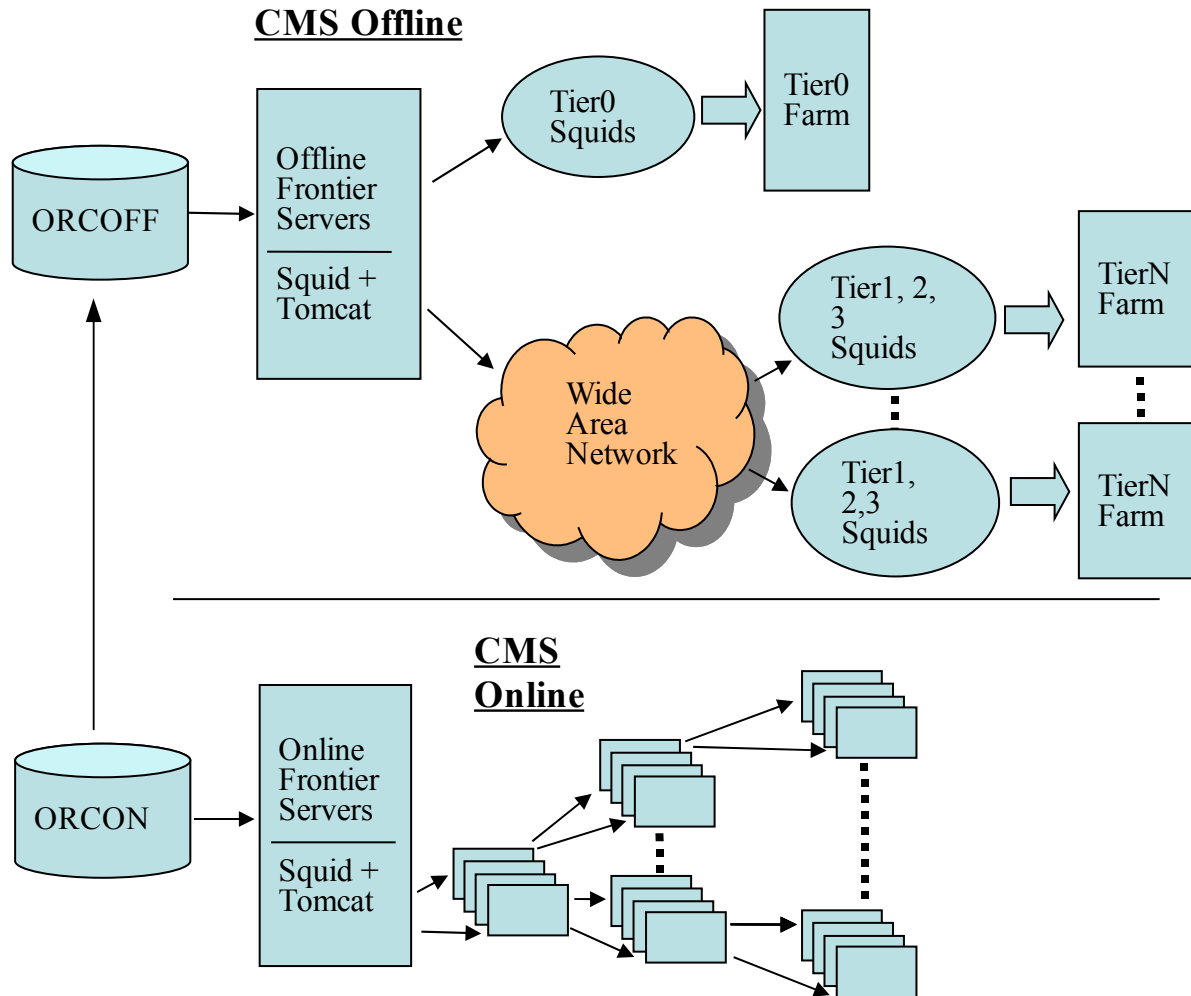 CMS Offline
Tier0
Squids
Tier0
Farm
ORCOFF
Offline
Frontier
Servers
Squid +
Tomcat
Tier1, 2,
3
Squids
TierN
Farm
Wide
Area
Network
Tier1,
2,3
Squids
TierN
Farm
CMS
Online
ORCON
Online
Frontier
Servers
Squid +
Tomcat